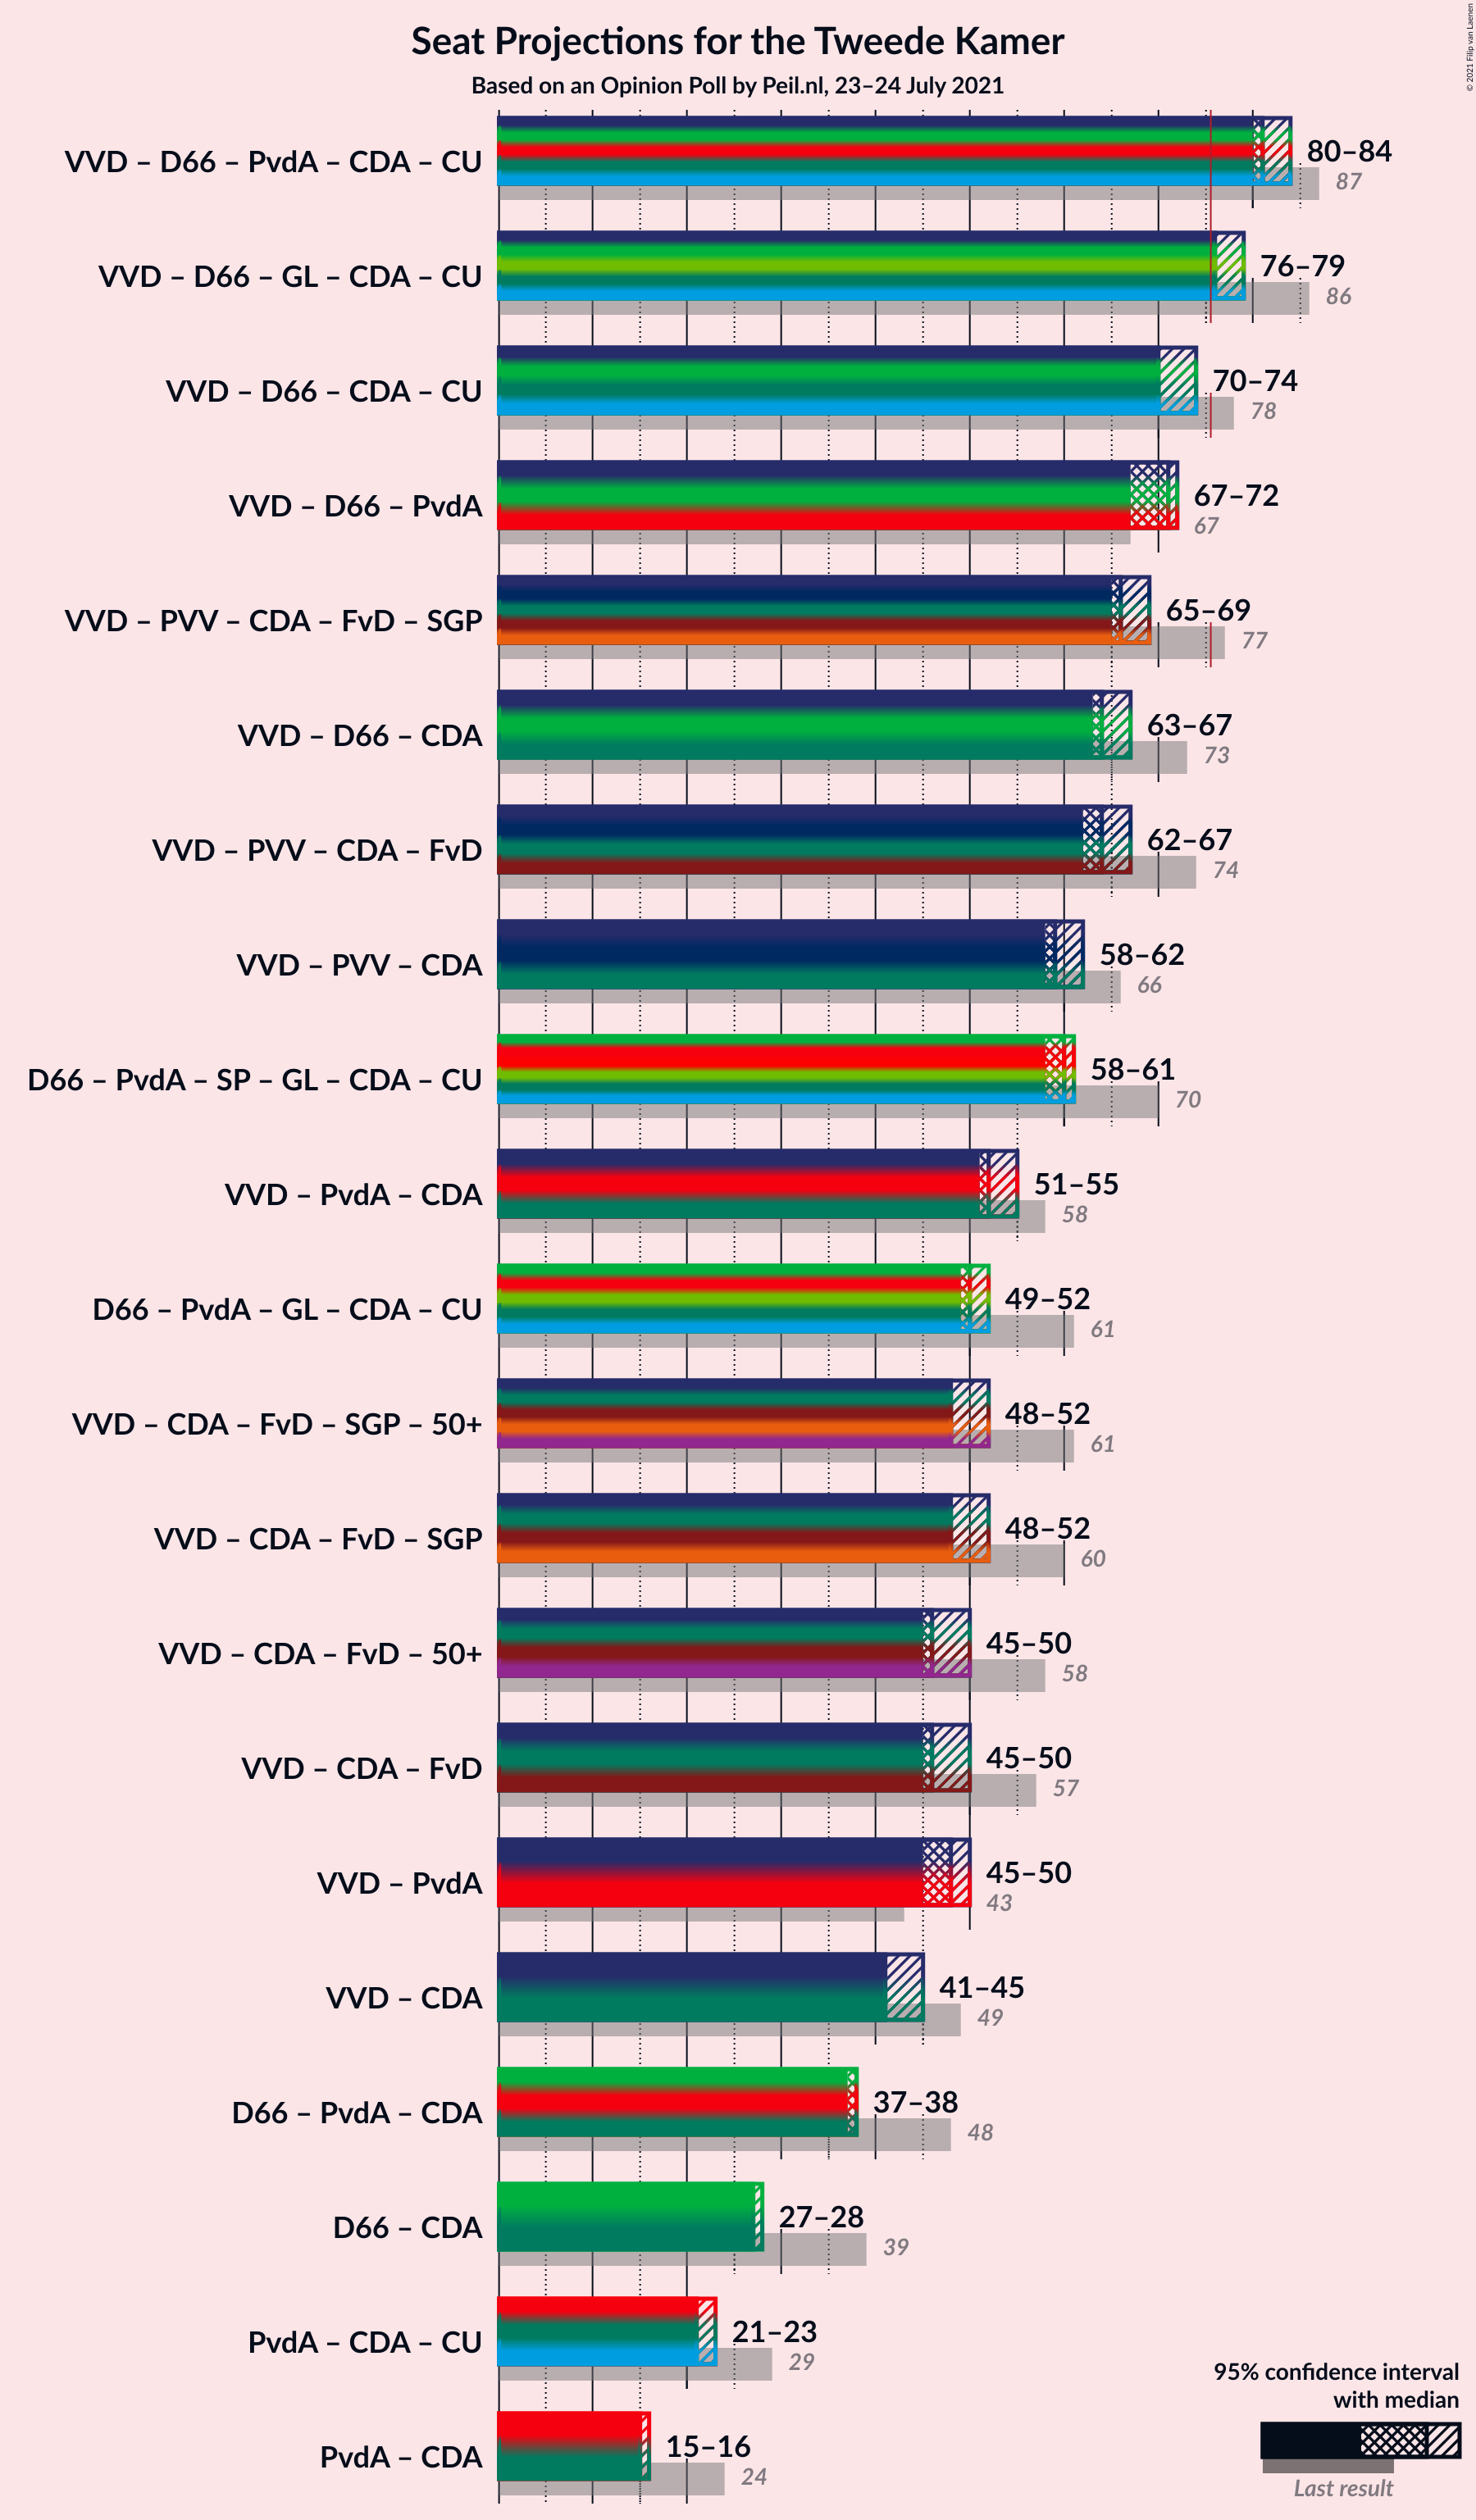 © 2021 Filip van Laenen
Seat Projections for the Tweede Kamer
Based on an Opinion Poll by Peil.nl, 23–24 July 2021
VVD – D66 – PvdA – CDA – CU
80–84
87
VVD – D66 – GL – CDA – CU
76–79
86
VVD – D66 – CDA – CU
70–74
78
VVD – D66 – PvdA
67–72
67
VVD – PVV – CDA – FvD – SGP
65–69
77
VVD – D66 – CDA
63–67
73
VVD – PVV – CDA – FvD
62–67
74
VVD – PVV – CDA
58–62
66
D66 – PvdA – SP – GL – CDA – CU
58–61
70
VVD – PvdA – CDA
51–55
58
D66 – PvdA – GL – CDA – CU
49–52
61
VVD – CDA – FvD – SGP – 50+
48–52
61
VVD – CDA – FvD – SGP
48–52
60
VVD – CDA – FvD – 50+
45–50
58
VVD – CDA – FvD
45–50
57
VVD – PvdA
45–50
43
VVD – CDA
41–45
49
D66 – PvdA – CDA
37–38
48
D66 – CDA
27–28
39
PvdA – CDA – CU
21–23
29
PvdA – CDA
15–16
24
95% confidence interval
with median
Last result